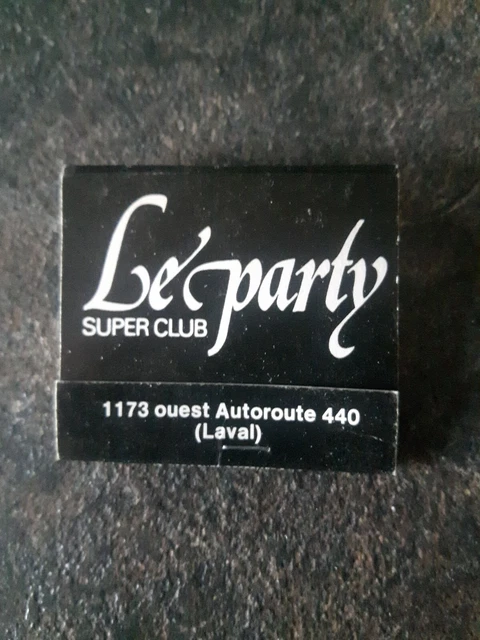 Le party
SUPER CLUB
1173 ouest Autoroute 440
(Laval)